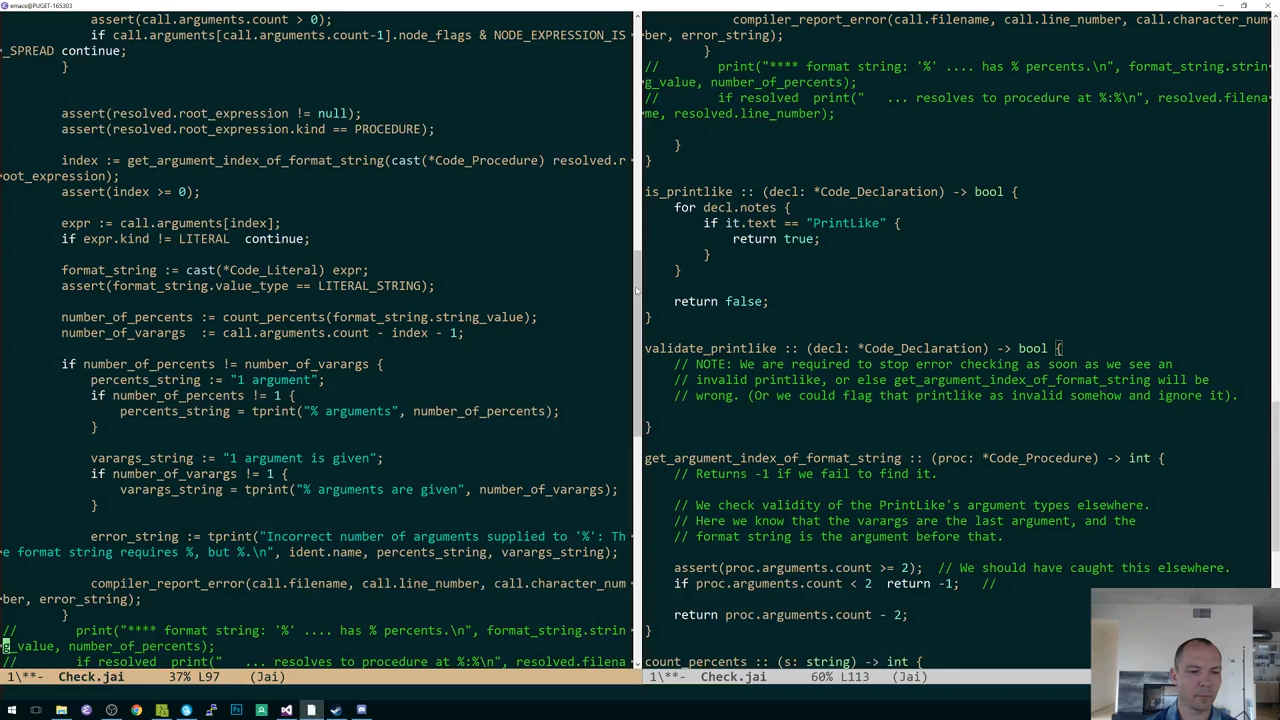 emacs@PUGET-165303
assert(call.arguments.count > 0);
if call.arguments[call.arguments.count-1].node_flags & NODE_EXPRESSION_IS
_SPREAD continue;
}
assert(resolved.root_expression != null);
assert(resolved.root_expression.kind == PROCEDURE);
index := get_argument_index_of_format_string(cast(*Code_Procedure) resolved.r
oot_expression);
assert(index >= 0);
expr := call.arguments[index];
if expr.kind != LITERAL  continue;
format_string := cast(*Code_Literal) expr;
assert(format_string.value_type == LITERAL_STRING);
number_of_percents := count_percents(format_string.string_value);
number_of_varargs  := call.arguments.count - index - 1;
if number_of_percents != number_of_varargs {
percents_string := "1 argument";
if number_of_percents != 1 {
percents_string = tprint("% arguments", number_of_percents);
}
varargs_string := "1 argument is given";
if number_of_varargs != 1 {
varargs_string = tprint("% arguments are given", number_of_varargs);
}
error_string := tprint("Incorrect number of arguments supplied to '%': Th
e format string requires %, but %.\n", ident.name, percents_string, varargs_string);
compiler_report_error(call.filename, call.line_number, call.character_num
ber, error_string);
}
//        print("**** format string: '%' .... has % percents.\n", format_string.strin
g_value, number_of_percents);
//        if resolved  print("   ... resolves to procedure at %:%\n", resolved.filena
1\**-  Check.jai      37% L97    (Jai)
compiler_report_error(call.filename, call.line_number, call.character_num
ber, error_string);
}
//        print("**** format string: '%' .... has % percents.\n", format_string.strin
g_value, number_of_percents);
//        if resolved  print("   ... resolves to procedure at %:%\n", resolved.filena
me, resolved.line_number);
}
}
is_printlike :: (decl: *Code_Declaration) -> bool {
for decl.notes {
if it.text == "PrintLike" {
return true;
}
}
return false;
}
validate_printlike :: (decl: *Code_Declaration) -> bool {
// NOTE: We are required to stop error checking as soon as we see an
// invalid printlike, or else get_argument_index_of_format_string will be
// wrong. (Or we could flag that printlike as invalid somehow and ignore it).
}
get_argument_index_of_format_string :: (proc: *Code_Procedure) -> int {
// Returns -1 if we fail to find it.
// We check validity of the PrintLike's argument types elsewhere.
// Here we know that the varargs are the last argument, and the
// format string is the argument before that.
assert(proc.arguments.count >= 2);  // We should have caught this elsewhere.
if proc.arguments.count < 2  return -1;   //
return proc.arguments.count - 2;
}
count_percents :: (s: string) -> int {
1\**-  Check.jai      60% L113   (Jai)